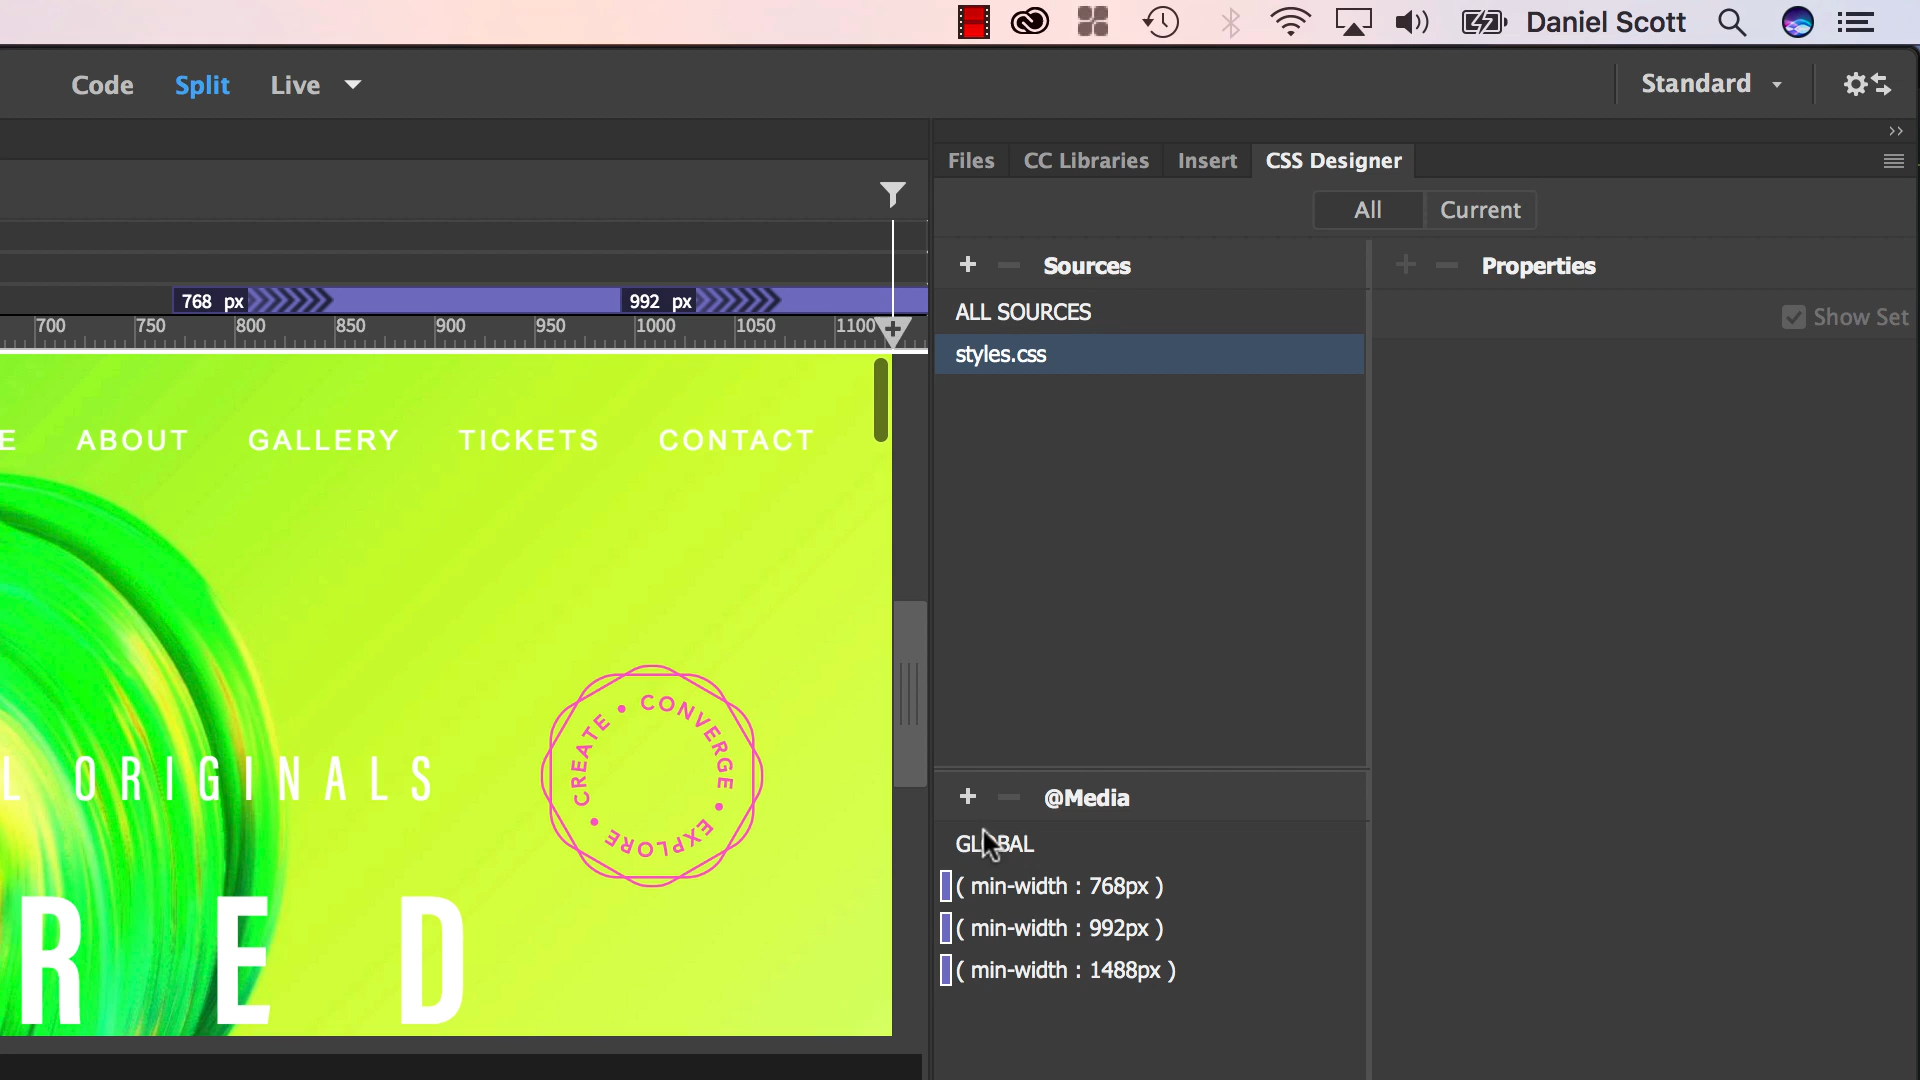 Daniel Scott
Code Split Live
Standard
Files CC Libraries Insert CSS Designer
All Current
+ − Sources
+ − Properties
ALL SOURCES
Show Set
styles.css
768 px 992 px
700 750 800 850 900 950 1000 1050 1100
E ABOUT GALLERY TICKETS CONTACT
CREATE • CONVERGE • EXPLORE •
L ORIGINALS
RED
+ − @Media
GLOBAL
( min-width : 768px )
( min-width : 992px )
( min-width : 1488px )